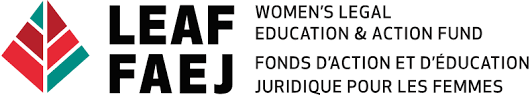 LEAF
FAEJ
WOMEN'S LEGAL
EDUCATION & ACTION FUND
FONDS D'ACTION ET D'ÉDUCATION
JURIDIQUE POUR LES FEMMES